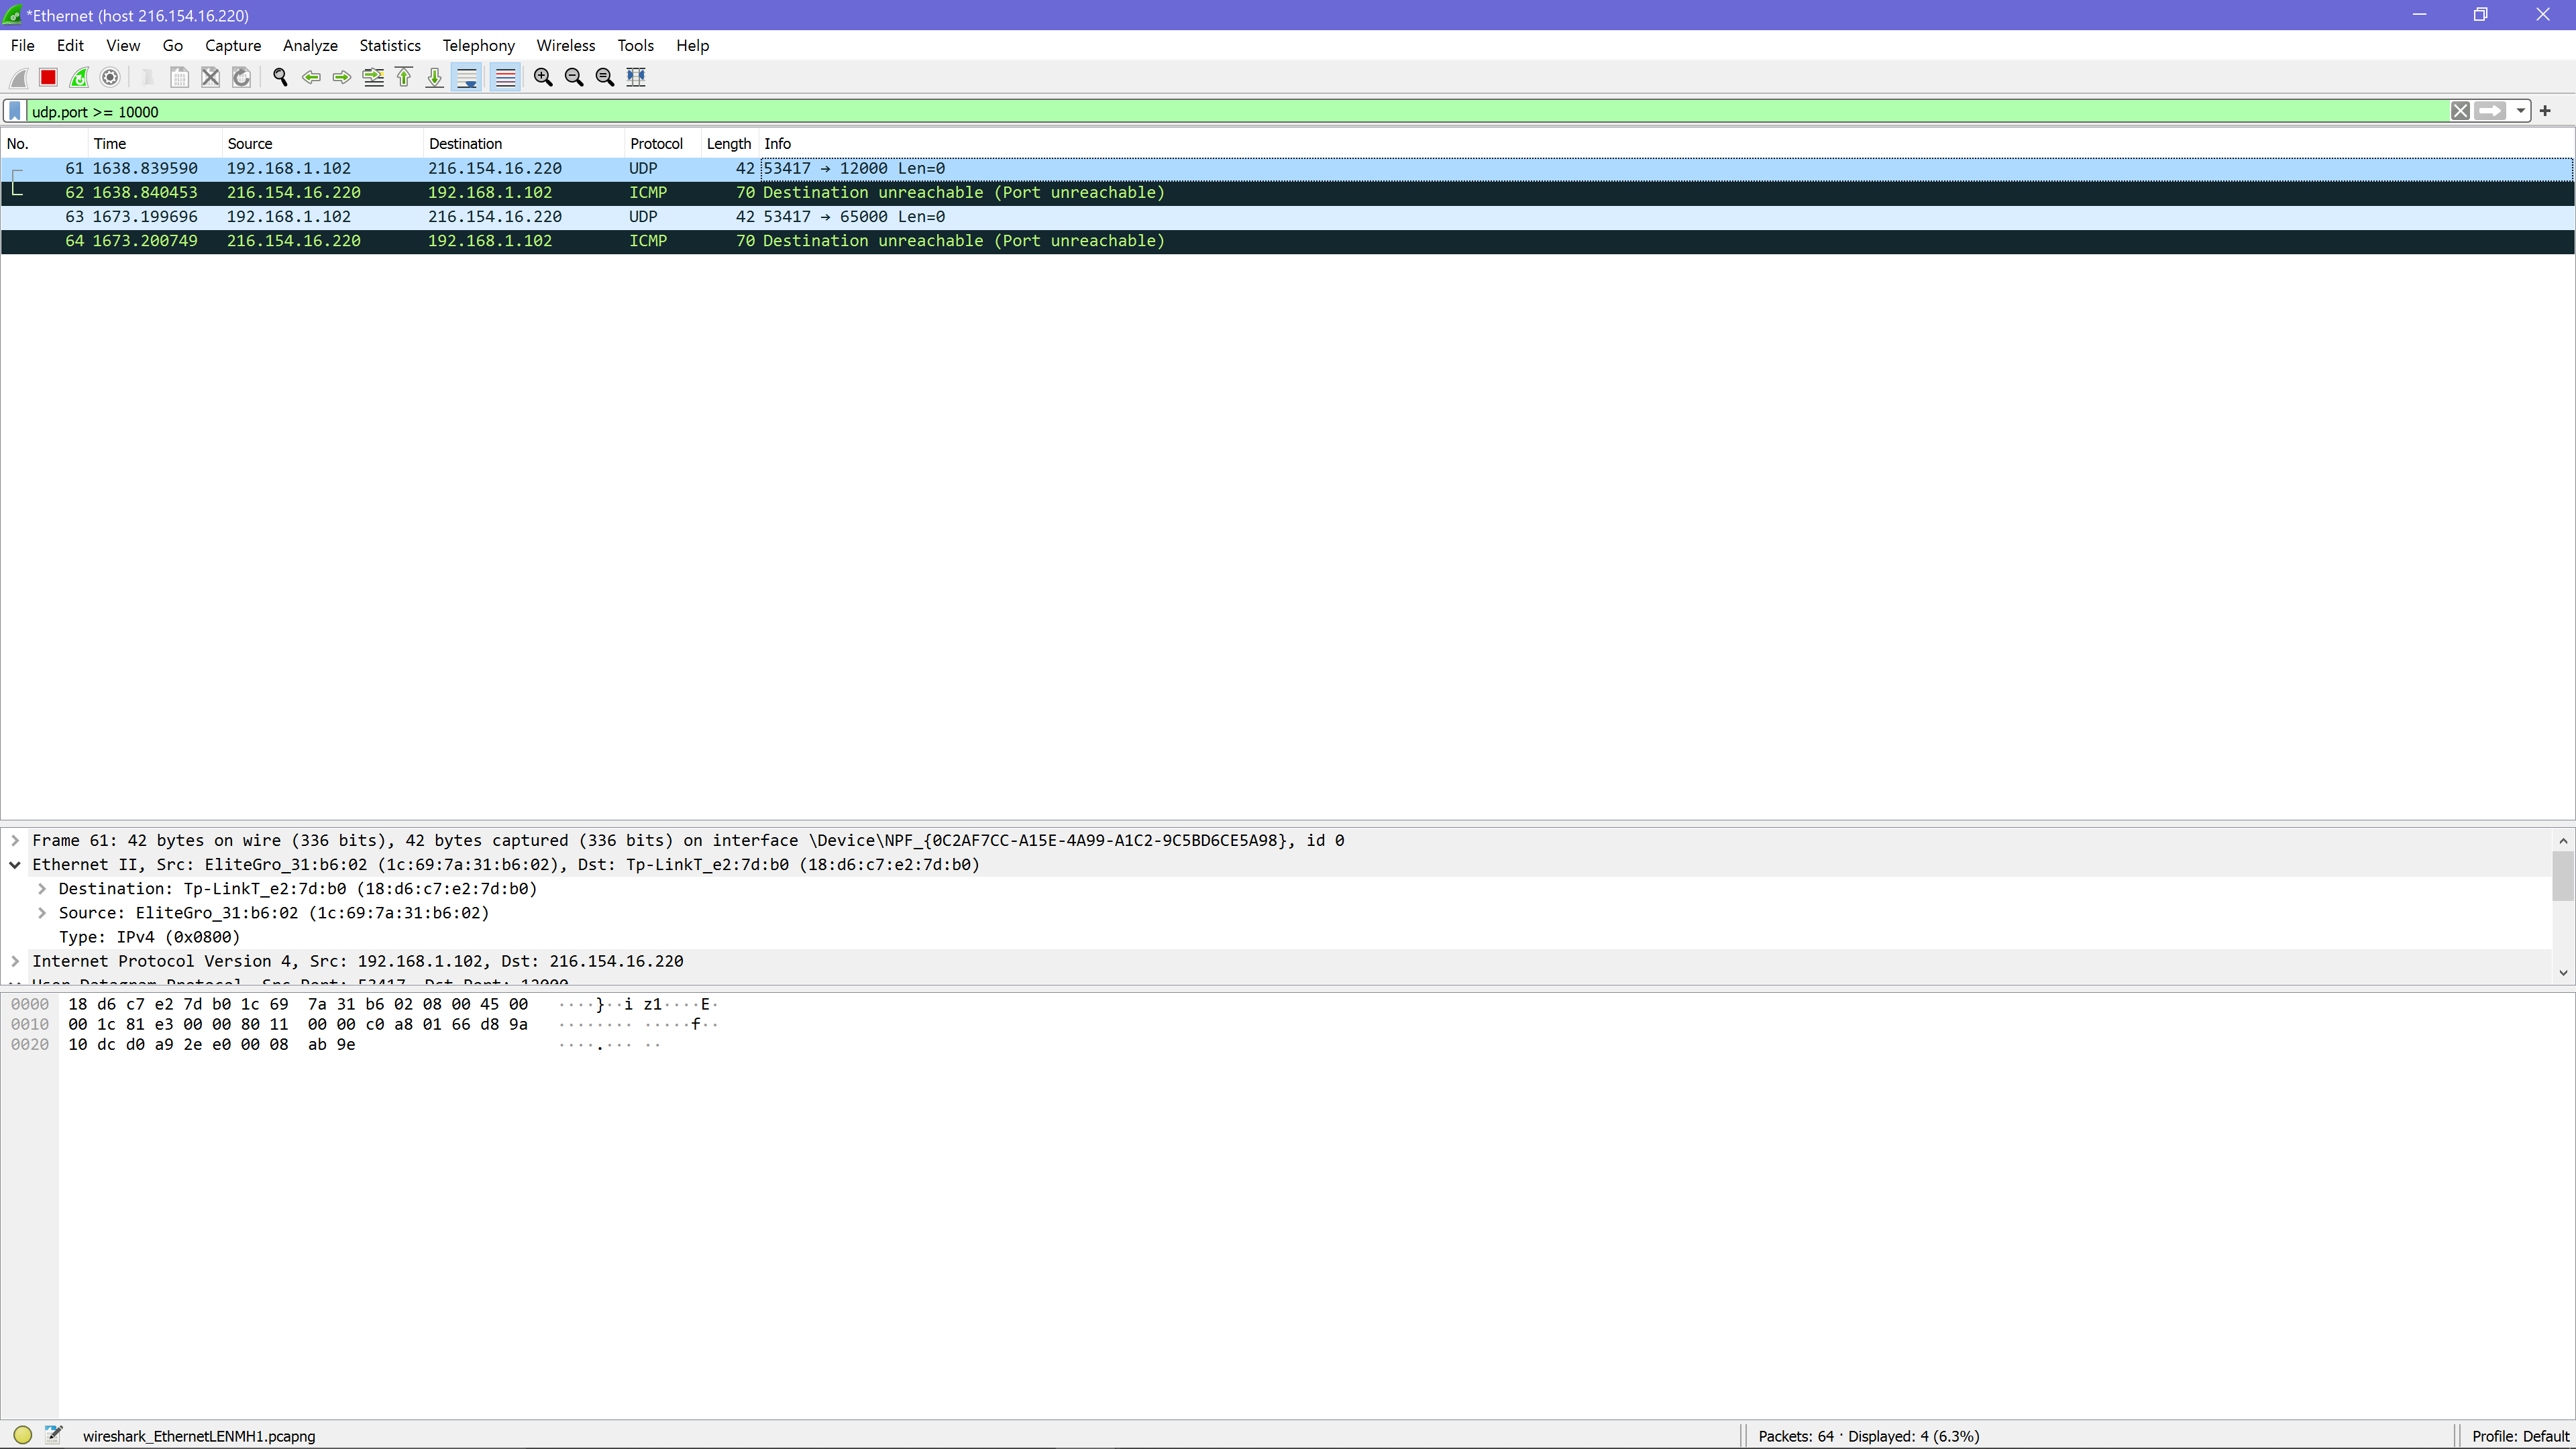 *Ethernet (host 216.154.16.220)
File Edit View Go Capture Analyze Statistics Telephony Wireless Tools Help
udp.port >= 10000
No. Time Source Destination Protocol Length Info
61 1638.839590 192.168.1.102 216.154.16.220 UDP 42 53417 → 12000 Len=0
62 1638.840453 216.154.16.220 192.168.1.102 ICMP 70 Destination unreachable (Port unreachable)
63 1673.199696 192.168.1.102 216.154.16.220 UDP 42 53417 → 65000 Len=0
64 1673.200749 216.154.16.220 192.168.1.102 ICMP 70 Destination unreachable (Port unreachable)
Frame 61: 42 bytes on wire (336 bits), 42 bytes captured (336 bits) on interface \Device\NPF_{0C2AF7CC-A15E-4A99-A1C2-9C5BD6CE5A98}, id 0
Ethernet II, Src: EliteGro_31:b6:02 (1c:69:7a:31:b6:02), Dst: Tp-LinkT_e2:7d:b0 (18:d6:c7:e2:7d:b0)
Destination: Tp-LinkT_e2:7d:b0 (18:d6:c7:e2:7d:b0)
Source: EliteGro_31:b6:02 (1c:69:7a:31:b6:02)
Type: IPv4 (0x0800)
Internet Protocol Version 4, Src: 192.168.1.102, Dst: 216.154.16.220
User Datagram Protocol, Src Port: 53417, Dst Port: 12000
0000 18 d6 c7 e2 7d b0 1c 69 7a 31 b6 02 08 00 45 00 ····}··i z1····E·
0010 00 1c 81 e3 00 00 80 11 00 00 c0 a8 01 66 d8 9a ········ ·····f··
0020 10 dc d0 a9 2e e0 00 08 ab 9e ····.··· ··
wireshark_EthernetLENMH1.pcapng Packets: 64 · Displayed: 4 (6.3%) Profile: Default